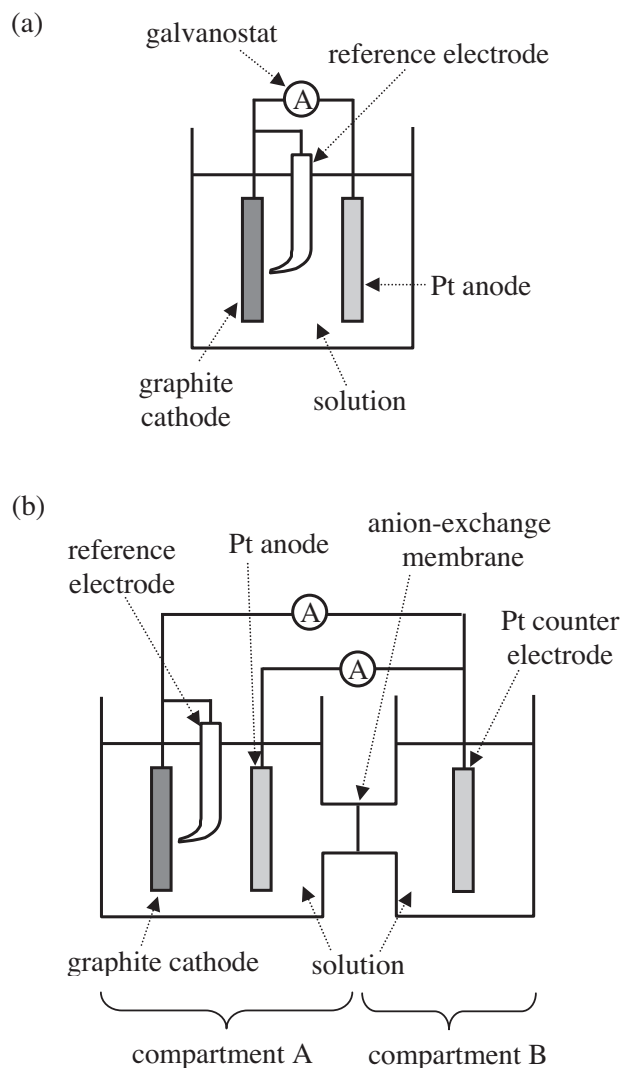 (a)
galvanostat
reference electrode
A
Pt anode
graphite
cathode
solution
(b)
anion-exchange
membrane
reference
electrode
Pt anode
A
Pt counter
electrode
A
graphite cathode
solution
compartment A
compartment B